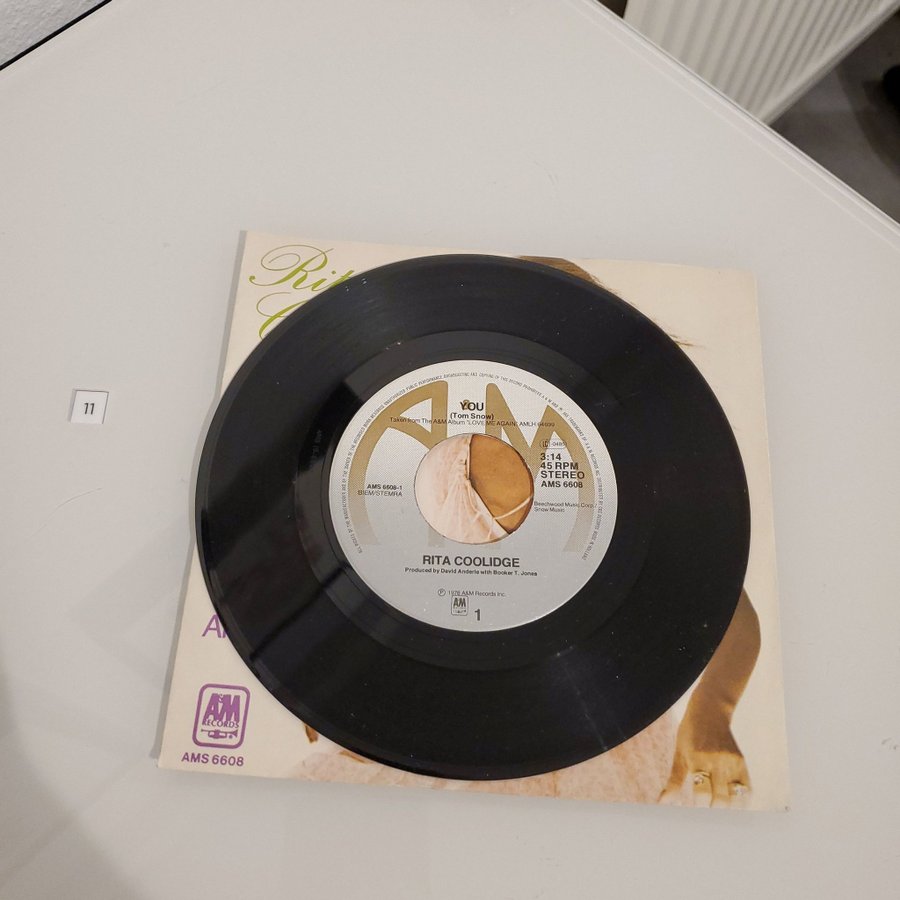 Rit
11
A&M
YOU
(Tom Snow)
Taken from The A&M Album "LOVE ME AGAIN" AMLH 64699
3:14
45 RPM
STEREO
AMS 6608
AMS 6608-1
BIEM/STEMRA
Beechwood Music Corp./
Snow Music
RITA COOLIDGE
Produced by David Anderle with Booker T. Jones
℗ 1978 A&M Records Inc.
A&M
RECORDS
1
A&M
RECORDS
AMS 6608